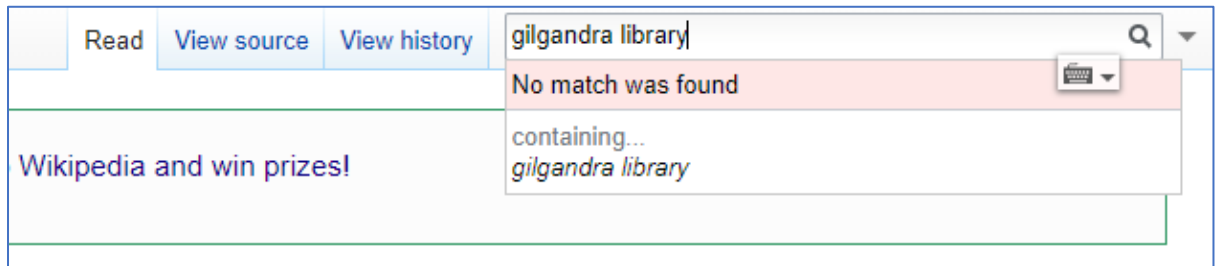 Read View source View history gilgandra library
No match was found
containing...
Wikipedia and win prizes! gilgandra library